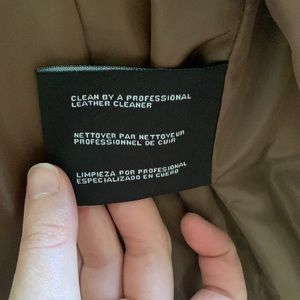 CLEAN BY A PROFESSIONAL
LEATHER CLEANER
NETTOYER PAR NETTOYEUR
PROFESSIONNEL DE CUIR
LIMPIEZA POR PROFESIONAL
ESPECIALIZADO EN CUERO